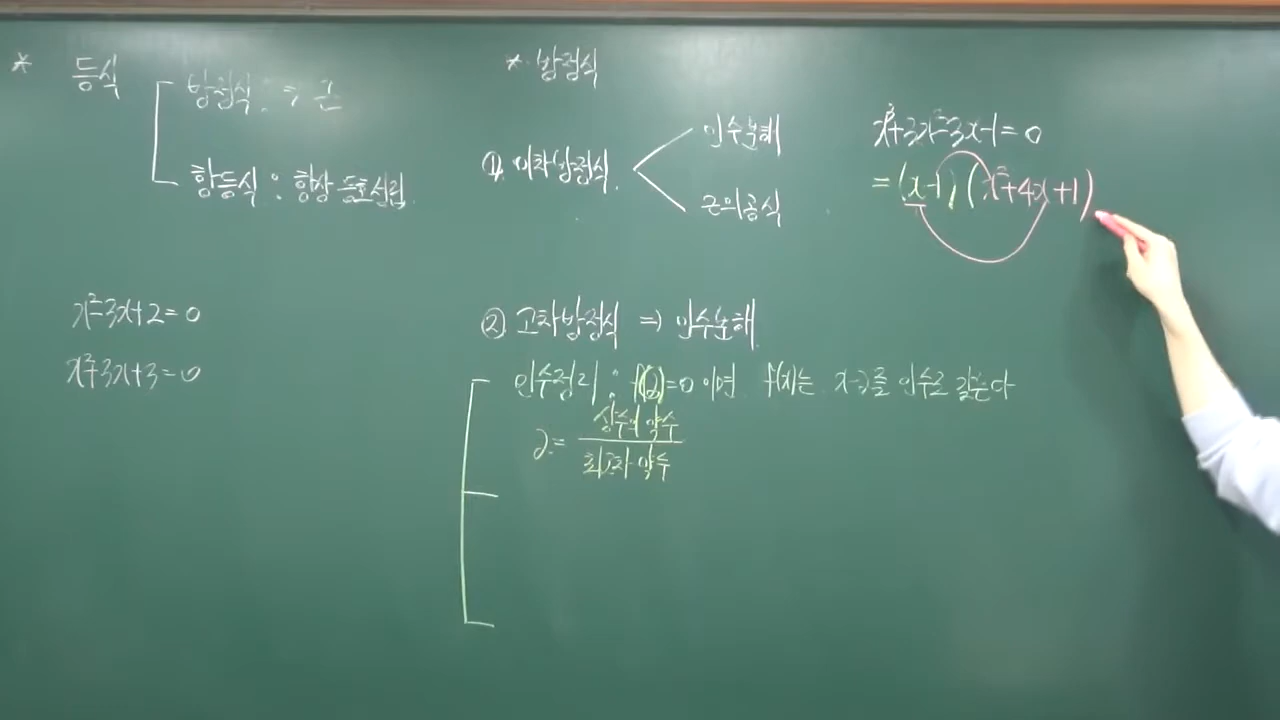 * 등식
방정식 : ⇒ 근
항등식 : 항상 등호성립
x²-3x+2=0
x²+3x+3=0
* 방정식
① 이차방정식
인수분해
근의공식
② 고차방정식 ⇒ 인수분해
인수정리 : f(α)=0 이면 f(x)는 x-α를 인수로 갖는다
α= 상수의 약수
최고차 약수
x³+3x²-3x-1=0
=(x-1)(x²+4x+1)